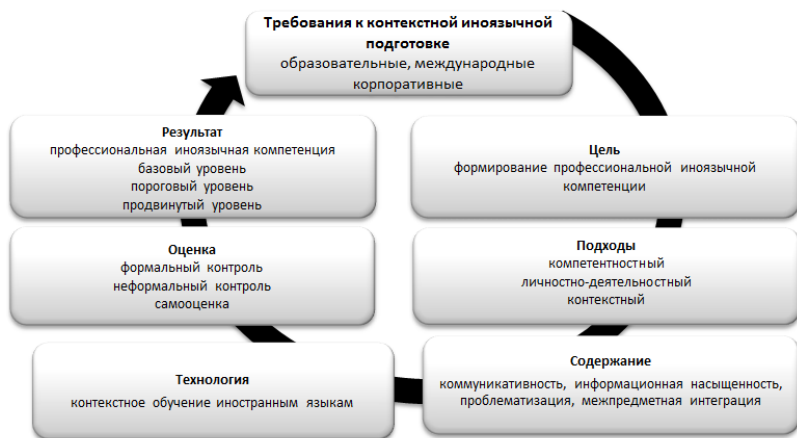 Требования к контекстной иноязычной
подготовке
образовательные, международные
корпоративные
Цель
формирование профессиональной иноязычной
компетенции
Подходы
компетентностный
личностно-деятельностный
контекстный
Содержание
коммуникативность, информационная насыщенность,
проблематизация, межпредметная интеграция
Технология
контекстное обучение иностранным языкам
Оценка
формальный контроль
неформальный контроль
самооценка
Результат
профессиональная иноязычная компетенция
базовый уровень
пороговый уровень
продвинутый уровень